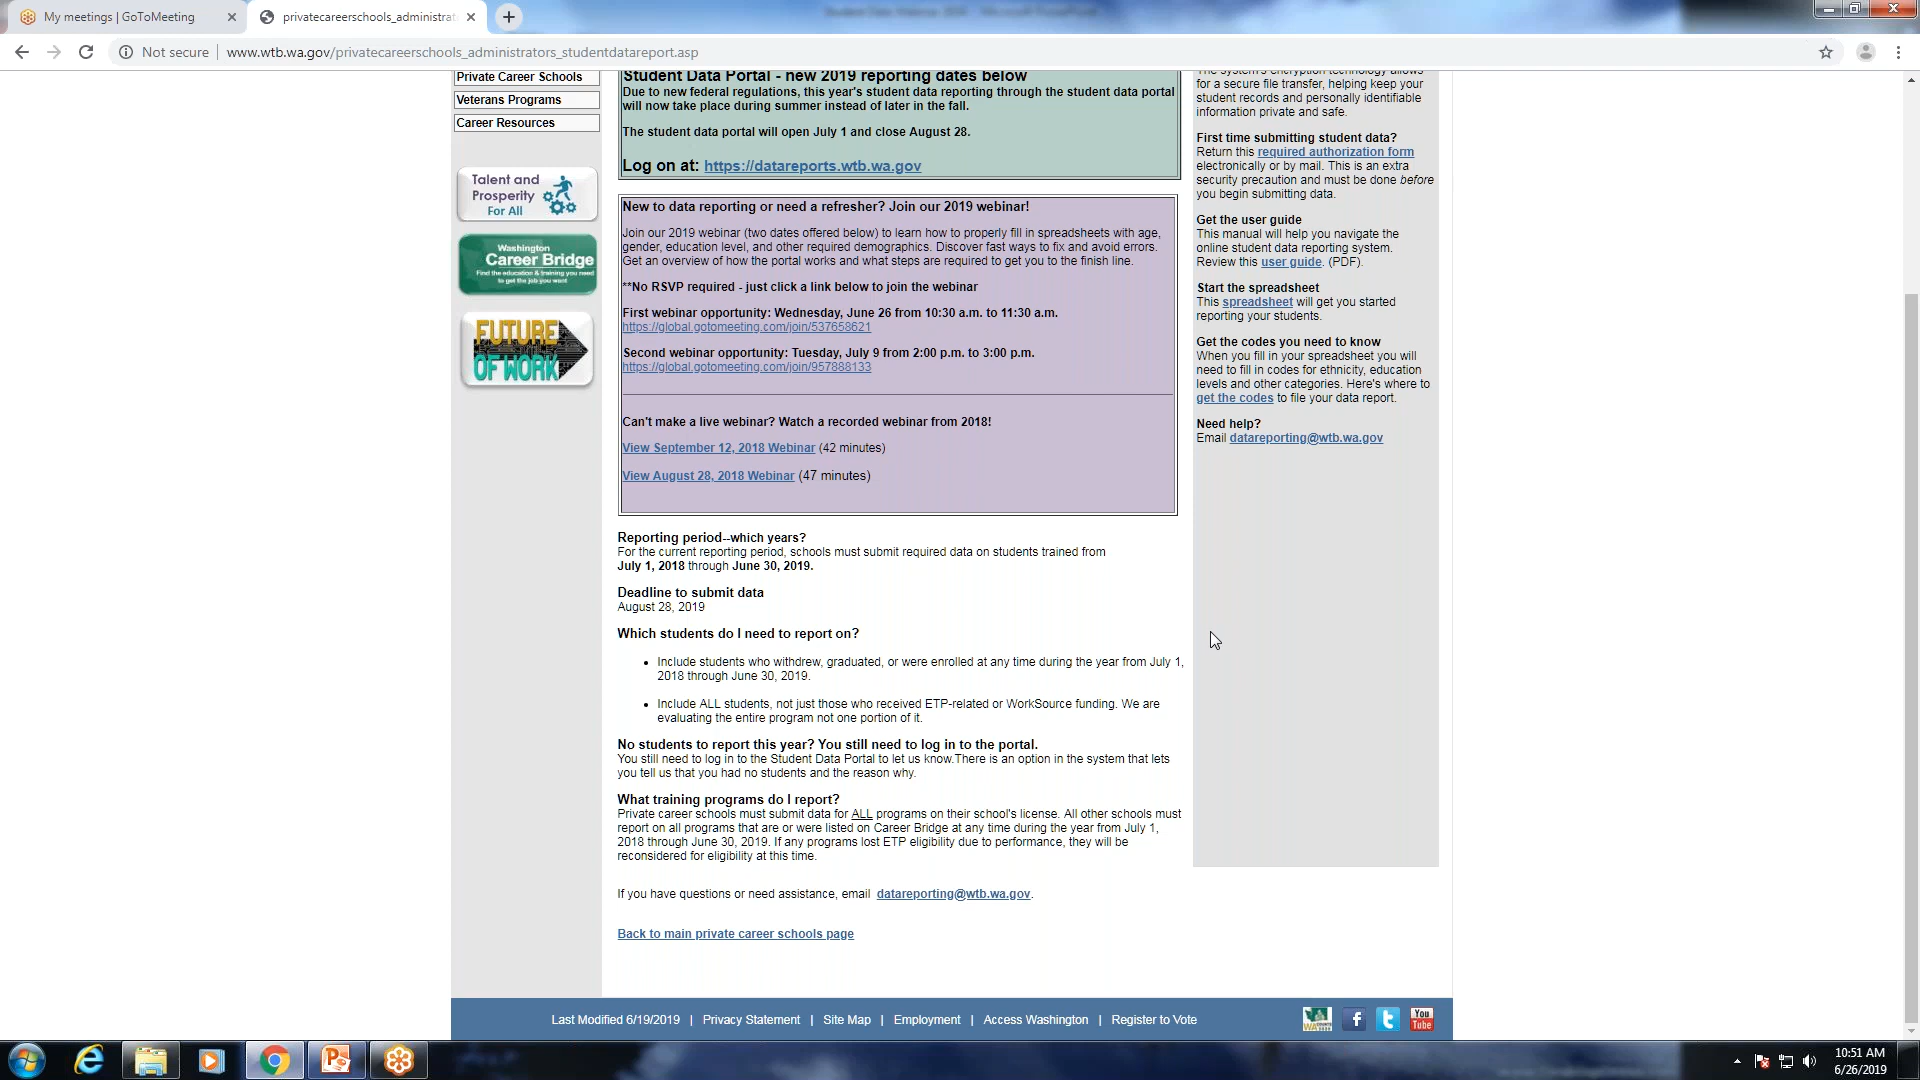 My meetings | GoToMeeting
privatecareerschools_administrat
Not secure
www.wtb.wa.gov/privatecareerschools_administrators_studentdatareport.asp
Private Career Schools
Veterans Programs
Career Resources
Talent and
Prosperity
For All
Washington
Career Bridge
Find the education & training you need
to get the job you want
FUTURE
OF WORK
Student Data Portal - new 2019 reporting dates below
Due to new federal regulations, this year's student data reporting through the student data portal
will now take place during summer instead of later in the fall.
The student data portal will open July 1 and close August 28.
Log on at: https://datareports.wtb.wa.gov
New to data reporting or need a refresher? Join our 2019 webinar!
Join our 2019 webinar (two dates offered below) to learn how to properly fill in spreadsheets with age,
gender, education level, and other required demographics. Discover fast ways to fix and avoid errors.
Get an overview of how the portal works and what steps are required to get you to the finish line.
**No RSVP required - just click a link below to join the webinar
First webinar opportunity: Wednesday, June 26 from 10:30 a.m. to 11:30 a.m.
https://global.gotomeeting.com/join/537658621
Second webinar opportunity: Tuesday, July 9 from 2:00 p.m. to 3:00 p.m.
https://global.gotomeeting.com/join/957888133
Can't make a live webinar? Watch a recorded webinar from 2018!
View September 12, 2018 Webinar (42 minutes)
View August 28, 2018 Webinar (47 minutes)
Reporting period--which years?
For the current reporting period, schools must submit required data on students trained from
July 1, 2018 through June 30, 2019.
Deadline to submit data
August 28, 2019
Which students do I need to report on?
• Include students who withdrew, graduated, or were enrolled at any time during the year from July 1,
2018 through June 30, 2019.
• Include ALL students, not just those who received ETP-related or WorkSource funding. We are
evaluating the entire program not one portion of it.
No students to report this year? You still need to log in to the portal.
You still need to log in to the Student Data Portal to let us know.There is an option in the system that lets
you tell us that you had no students and the reason why.
What training programs do I report?
Private career schools must submit data for ALL programs on their school's license. All other schools must
report on all programs that are or were listed on Career Bridge at any time during the year from July 1,
2018 through June 30, 2019. If any programs lost ETP eligibility due to performance, they will be
reconsidered for eligibility at this time.
If you have questions or need assistance, email datareporting@wtb.wa.gov.
Back to main private career schools page
The system's encryption technology allows
for a secure file transfer, helping keep your
student records and personally identifiable
information private and safe.
First time submitting student data?
Return this required authorization form
electronically or by mail. This is an extra
security precaution and must be done before
you begin submitting data.
Get the user guide
This manual will help you navigate the
online student data reporting system.
Review this user guide. (PDF).
Start the spreadsheet
This spreadsheet will get you started
reporting your students.
Get the codes you need to know
When you fill in your spreadsheet you will
need to fill in codes for ethnicity, education
levels and other categories. Here's where to
get the codes to file your data report.
Need help?
Email datareporting@wtb.wa.gov
Last Modified 6/19/2019 | Privacy Statement | Site Map | Employment | Access Washington | Register to Vote
You
Tube
10:51 AM
6/26/2019